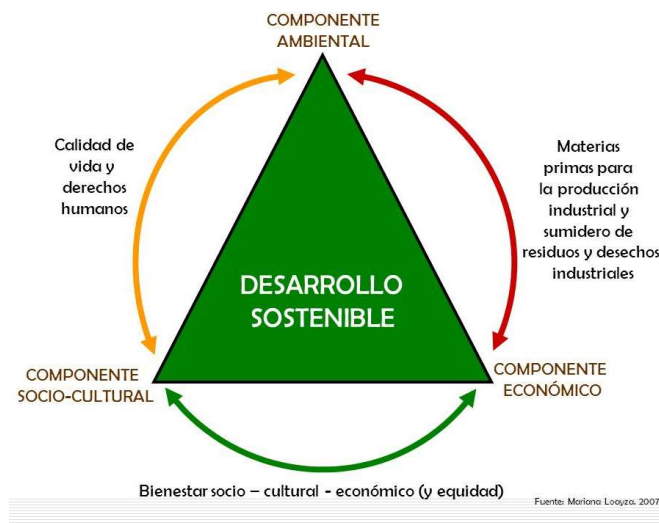 COMPONENTE
AMBIENTAL
Calidad de
vida y
derechos
humanos
Materias
primas para
la producción
industrial y
sumidero de
residuos y desechos
industriales
DESARROLLO
SOSTENIBLE
COMPONENTE
SOCIO-CULTURAL
COMPONENTE
ECONÓMICO
Bienestar socio – cultural - económico (y equidad)
Fuente: Mariana Loayza, 2007